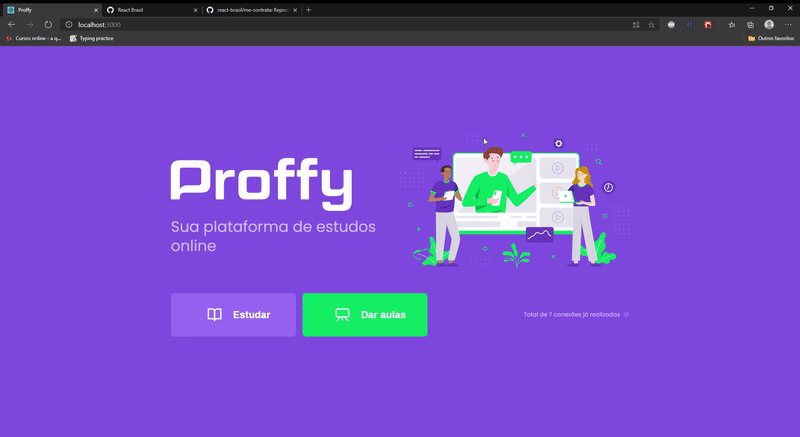 Proffy
React Brasil
react-brasil/me-contrata: Repos
localhost:3000
Cursos online - a q...
Typing practice
Outros favoritos
Proffy
Sua plataforma de estudos
online
Estudar
Dar aulas
Total de 7 conexões já realizadas